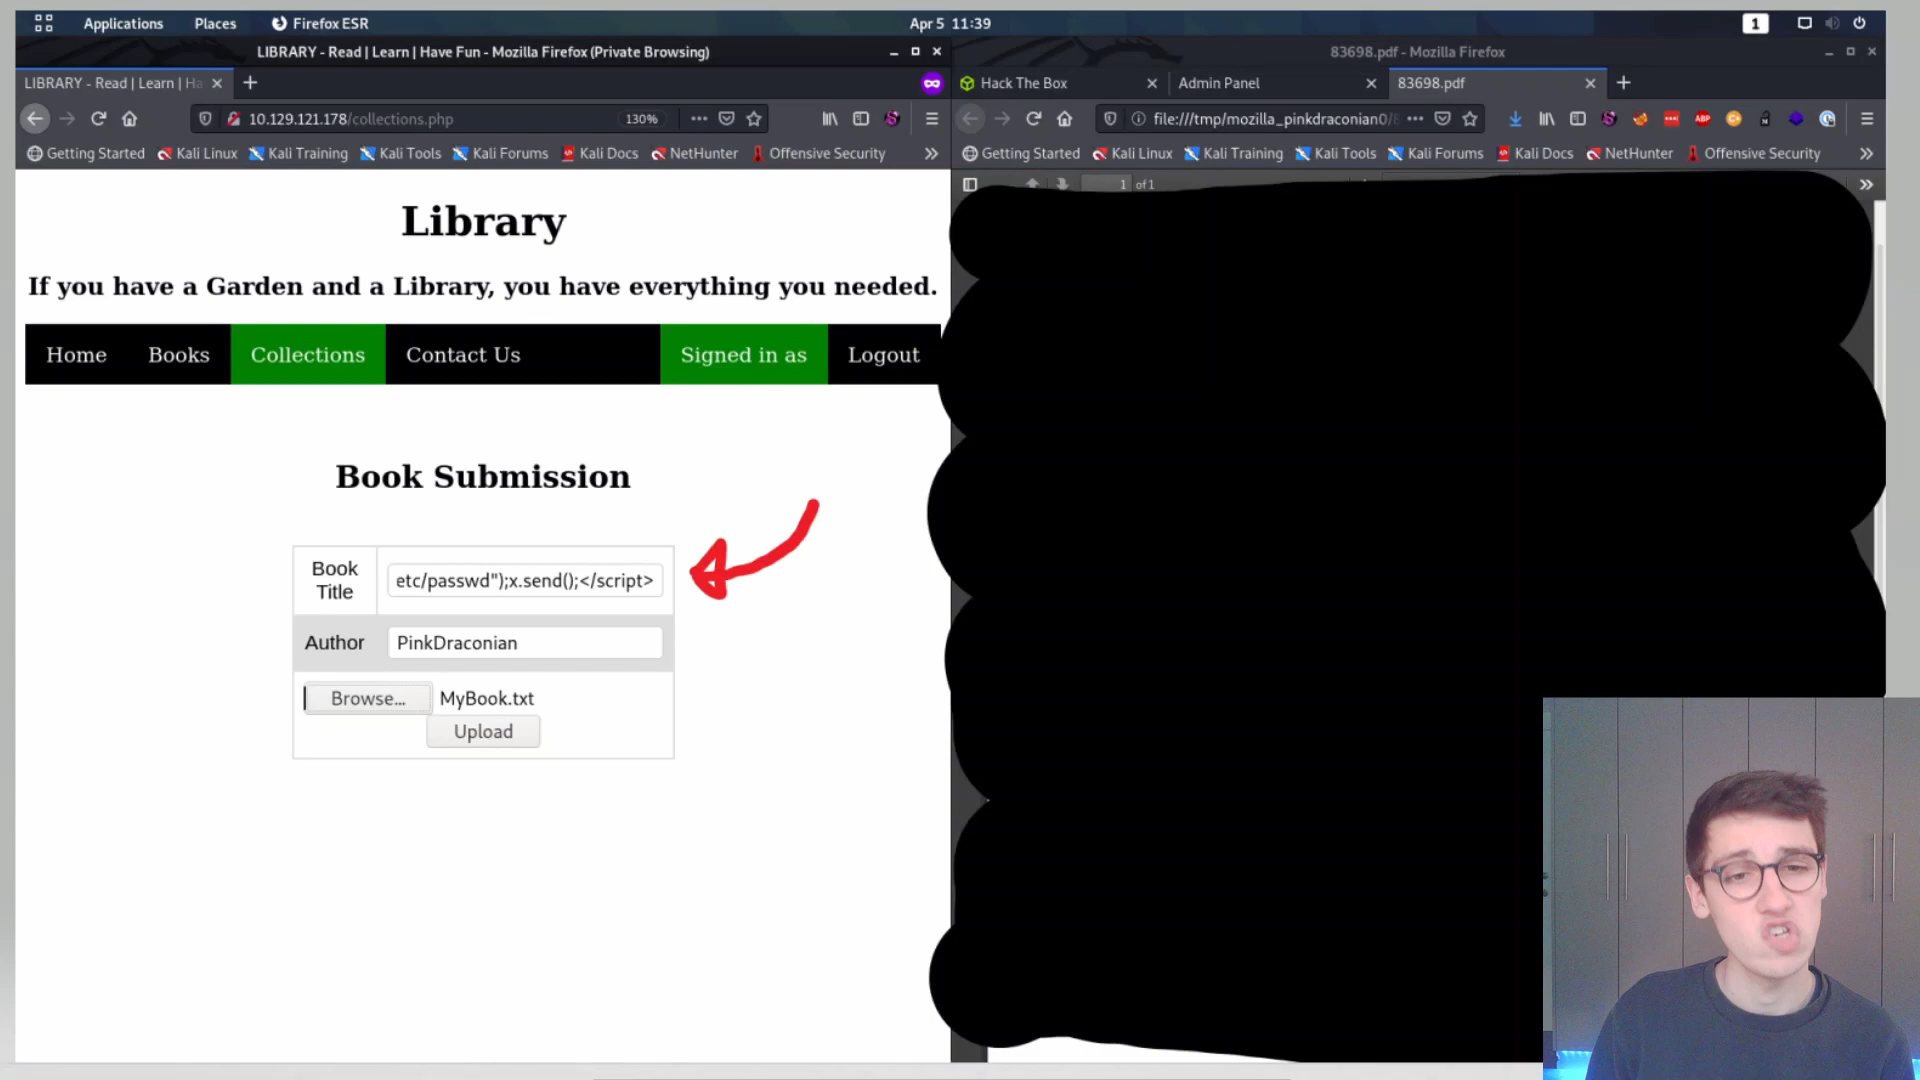 Applications Places Firefox ESR Apr 5 11:39 1
LIBRARY - Read | Learn | Have Fun - Mozilla Firefox (Private Browsing)
LIBRARY - Read | Learn | Ha
10.129.121.178/collections.php 130%
Getting Started Kali Linux Kali Training Kali Tools Kali Forums Kali Docs NetHunter Offensive Security
Library
If you have a Garden and a Library, you have everything you needed.
Home Books Collections Contact Us Signed in as Logout
Book Submission
Book
Title
etc/passwd");x.send();</script>
Author PinkDraconian
Browse... MyBook.txt
Upload
83698.pdf - Mozilla Firefox
Hack The Box Admin Panel 83698.pdf
file:///tmp/mozilla_pinkdraconian0/ ABP
Getting Started Kali Linux Kali Training Kali Tools Kali Forums Kali Docs NetHunter Offensive Security
1 of 1